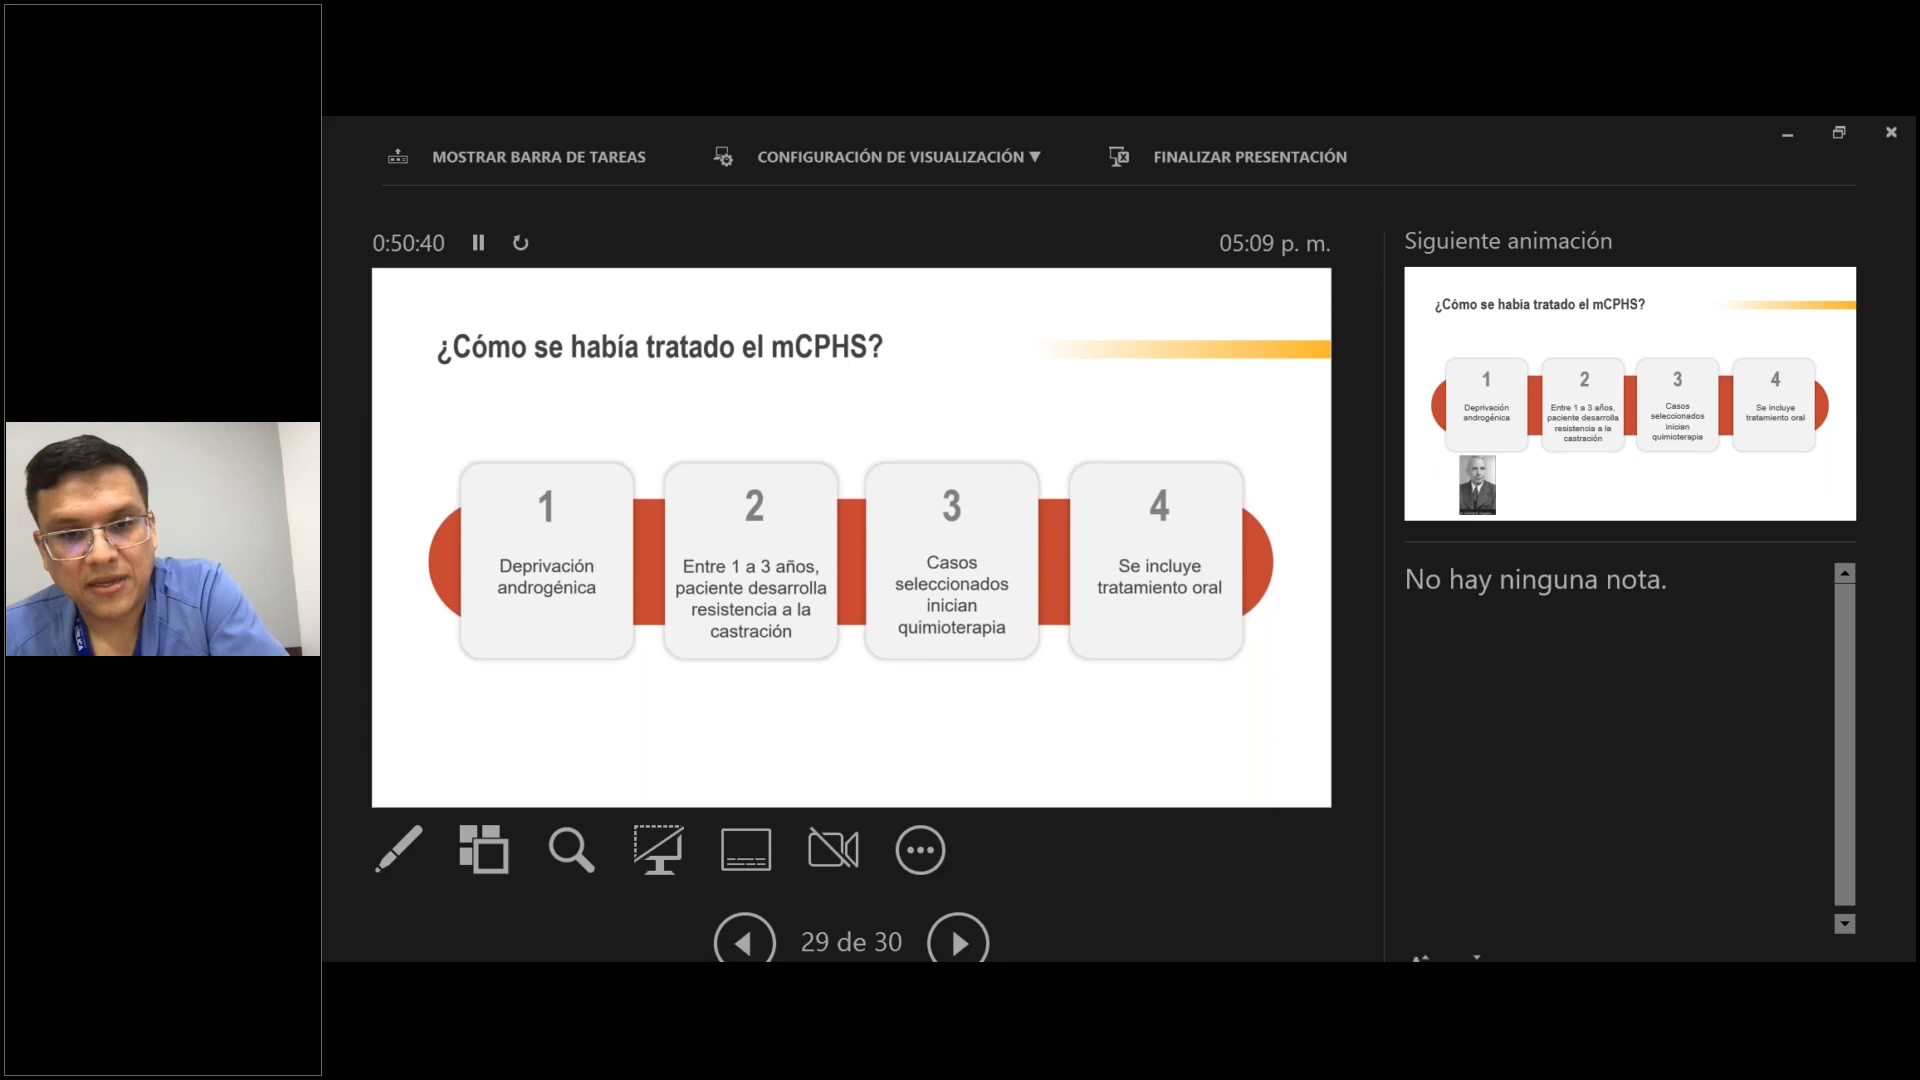 MOSTRAR BARRA DE TAREAS
CONFIGURACIÓN DE VISUALIZACIÓN ▼
FINALIZAR PRESENTACIÓN
0:50:40
05:09 p. m.
¿Cómo se había tratado el mCPHS?
1
Deprivación
androgénica
2
Entre 1 a 3 años,
paciente desarrolla
resistencia a la
castración
3
Casos
seleccionados
inician
quimioterapia
4
Se incluye
tratamiento oral
29 de 30
Siguiente animación
¿Cómo se había tratado el mCPHS?
1
Deprivación
androgénica
2
Entre 1 a 3 años,
paciente desarrolla
resistencia a la
castración
3
Casos
seleccionados
inician
quimioterapia
4
Se incluye
tratamiento oral
No hay ninguna nota.